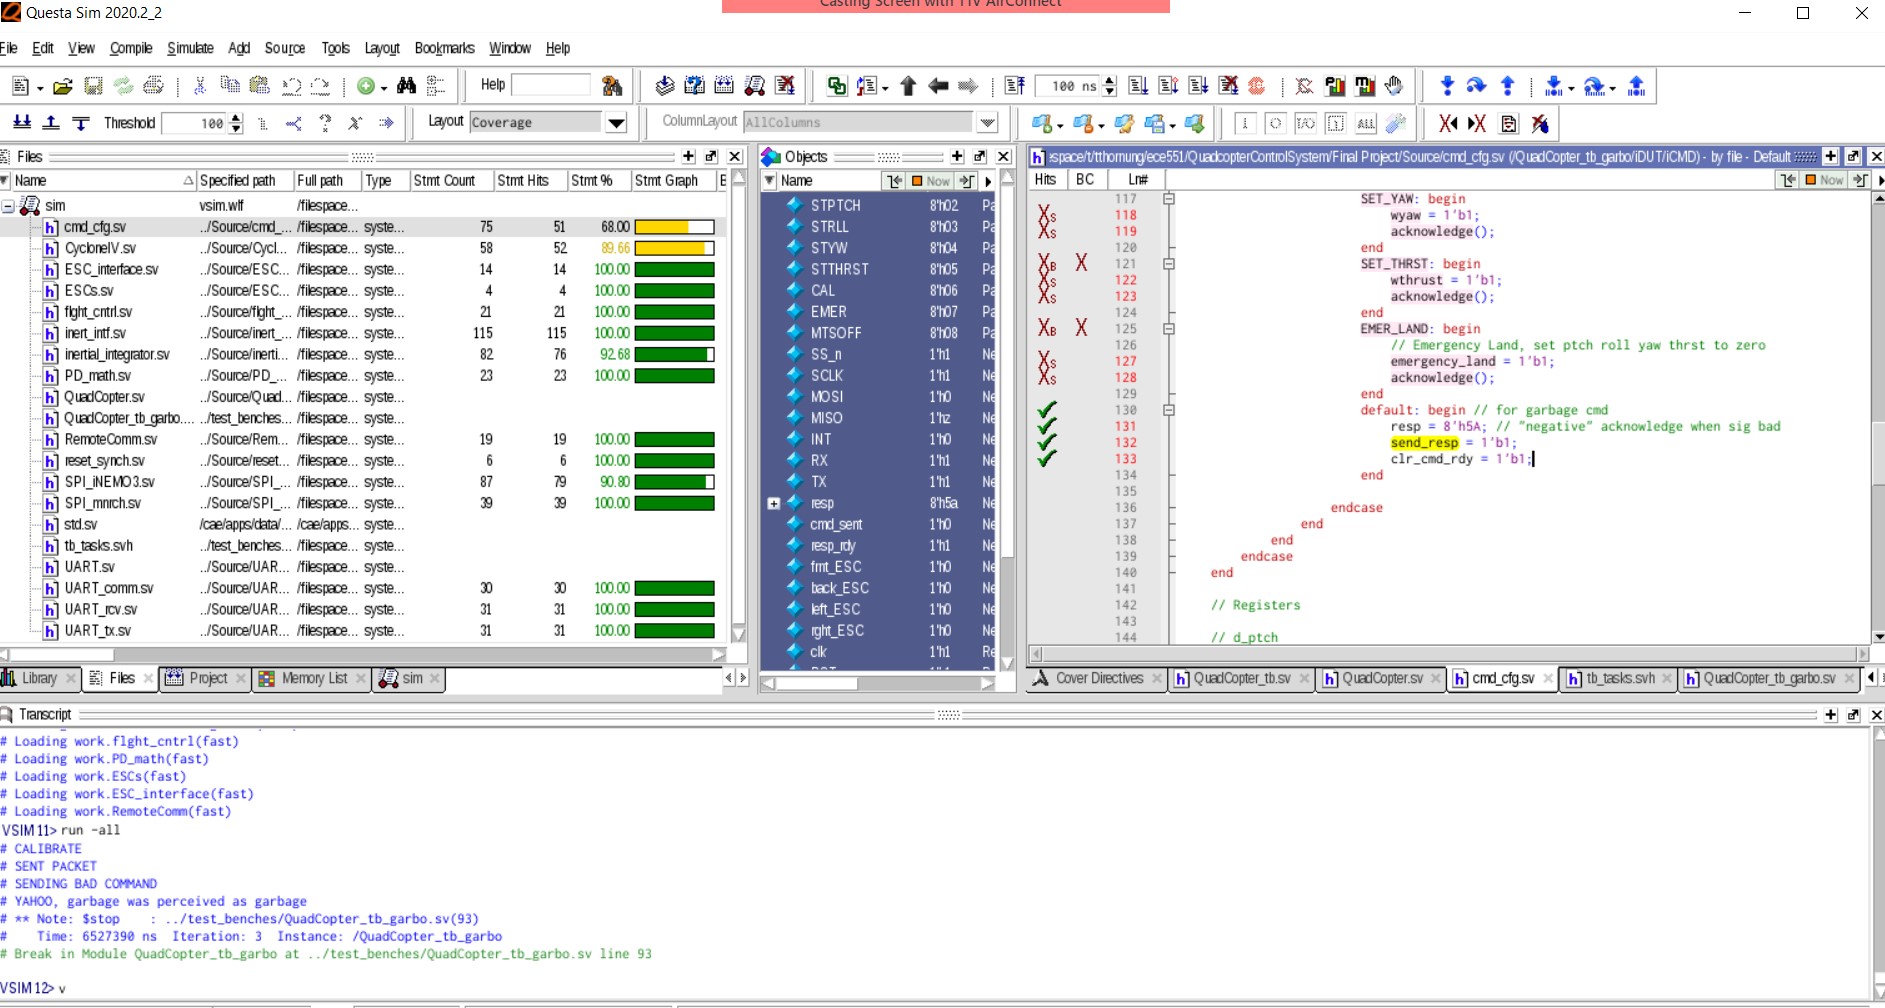 Casting Screen with TTV AirConnect
Questa Sim 2020.2_2
File Edit View Compile Simulate Add Source Tools Layout Bookmarks Window Help
Help
100 ns
Threshold 100
Layout Coverage
ColumnLayout AllColumns
Files
Name Specified path Full path Type Stmt Count Stmt Hits Stmt % Stmt Graph
sim vsim.wlf /filespace...
cmd_cfg.sv ../Source/cmd_... /filespace... syste... 75 51 68.00
CycloneIV.sv ../Source/Cycl... /filespace... syste... 58 52 89.66
ESC_interface.sv ../Source/ESC... /filespace... syste... 14 14 100.00
ESCs.sv ../Source/ESC... /filespace... syste... 4 4 100.00
flght_cntrl.sv ../Source/flght_... /filespace... syste... 21 21 100.00
inert_intf.sv ../Source/inert_... /filespace... syste... 115 115 100.00
inertial_integrator.sv ../Source/inerti... /filespace... syste... 82 76 92.68
PD_math.sv ../Source/PD_... /filespace... syste... 23 23 100.00
QuadCopter.sv ../Source/Quad... /filespace... syste...
QuadCopter_tb_garbo.... ../test_benches... /filespace... syste...
RemoteComm.sv ../Source/Rem... /filespace... syste... 19 19 100.00
reset_synch.sv ../Source/reset... /filespace... syste... 6 6 100.00
SPI_iNEMO3.sv ../Source/SPI_... /filespace... syste... 87 79 90.80
SPI_mnrch.sv ../Source/SPI_... /filespace... syste... 39 39 100.00
std.sv /cae/apps/data/... /cae/apps... syste...
tb_tasks.svh ../test_benches... /filespace... syste...
UART.sv ../Source/UAR... /filespace... syste...
UART_comm.sv ../Source/UAR... /filespace... syste... 30 30 100.00
UART_rcv.sv ../Source/UAR... /filespace... syste... 31 31 100.00
UART_tx.sv ../Source/UAR... /filespace... syste... 31 31 100.00
Library Files Project Memory List sim
Objects
Name Now
STPTCH 8'h02 Pa
STRLL 8'h03 Pa
STYW 8'h04 Pa
STTHRST 8'h05 Pa
CAL 8'h06 Pa
EMER 8'h07 Pa
MTSOFF 8'h08 Pa
SS_n 1'h1 Ne
SCLK 1'h1 Ne
MOSI 1'h0 Ne
MISO 1'hz Ne
INT 1'h0 Ne
RX 1'h1 Ne
TX 1'h1 Ne
resp 8'h5a Ne
cmd_sent 1'h0 Ne
resp_rdy 1'h1 Ne
frnt_ESC 1'h0 Ne
back_ESC 1'h0 Ne
left_ESC 1'h0 Ne
rght_ESC 1'h0 Ne
clk 1'h1 Re
:space/t/tthornung/ece551/QuadcopterControlSystem/Final Project/Source/cmd_cfg.sv (/QuadCopter_tb_garbo/iDUT/iCMD) - by file - Default
Hits BC Ln# Now
117 SET_YAW: begin
Xs 118 wyaw = 1'b1;
Xs 119 acknowledge();
120 end
XB X 121 SET_THRST: begin
Xs 122 wthrust = 1'b1;
Xs 123 acknowledge();
124 end
XB X 125 EMER_LAND: begin
126 // Emergency Land, set ptch roll yaw thrst to zero
Xs 127 emergency_land = 1'b1;
Xs 128 acknowledge();
129 end
130 default: begin // for garbage cmd
131 resp = 8'h5A; // "negative" acknowledge when sig bad
132 send_resp = 1'b1;
133 clr_cmd_rdy = 1'b1;
134 end
135
136 endcase
137 end
138 end
139 endcase
140 end
141
142 // Registers
143
144 // d_ptch
Cover Directives QuadCopter_tb.sv QuadCopter.sv cmd_cfg.sv tb_tasks.svh QuadCopter_tb_garbo.sv
Transcript
# Loading work.flght_cntrl(fast)
# Loading work.PD_math(fast)
# Loading work.ESCs(fast)
# Loading work.ESC_interface(fast)
# Loading work.RemoteComm(fast)
VSIM 11> run -all
# CALIBRATE
# SENT PACKET
# SENDING BAD COMMAND
# YAHOO, garbage was perceived as garbage
# ** Note: $stop : ../test_benches/QuadCopter_tb_garbo.sv(93)
# Time: 6527390 ns Iteration: 3 Instance: /QuadCopter_tb_garbo
# Break in Module QuadCopter_tb_garbo at ../test_benches/QuadCopter_tb_garbo.sv line 93
VSIM 12> v